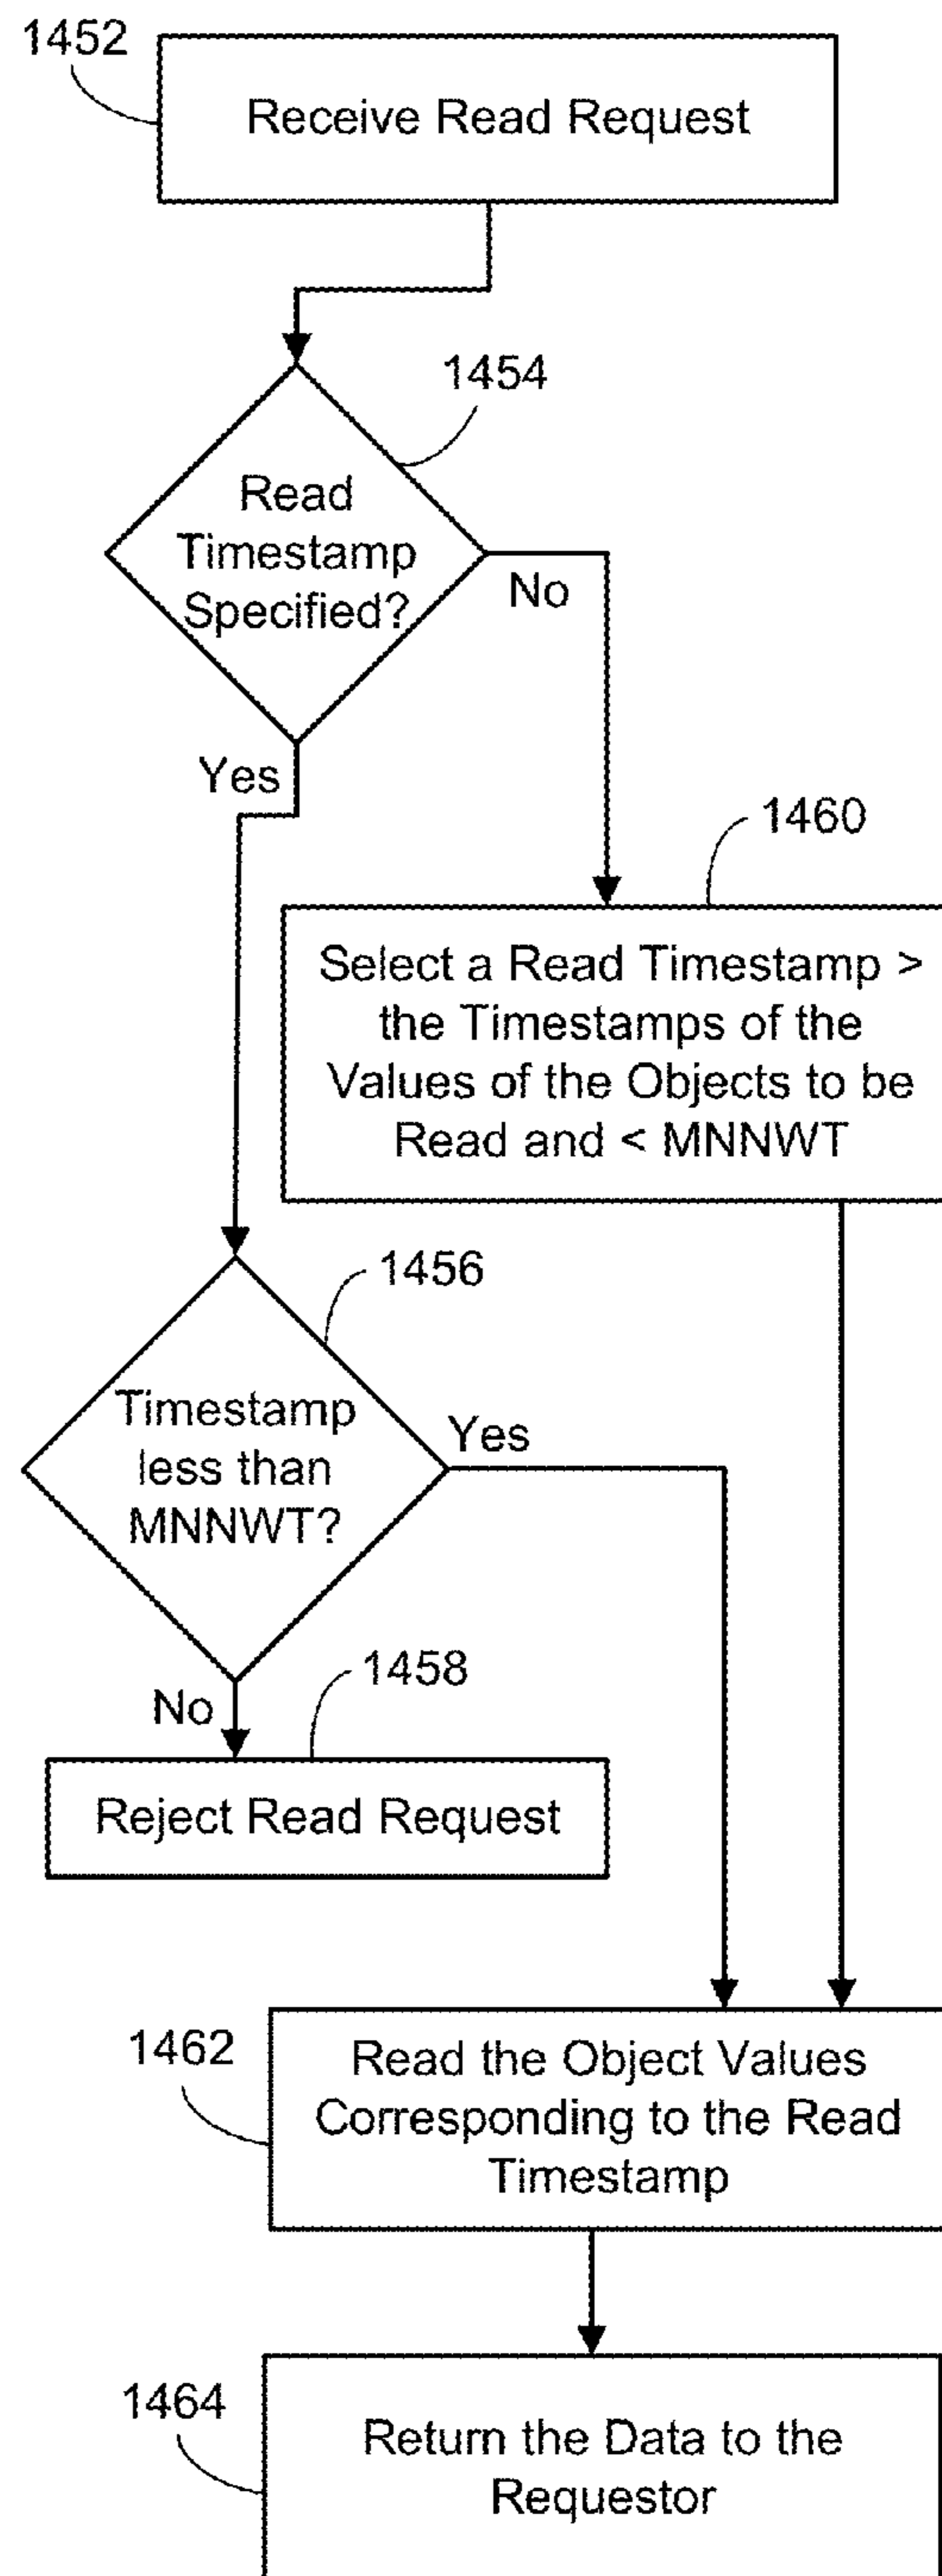 1452
Receive Read Request
1454
Read
Timestamp
Specified?
No
Yes
1460
Select a Read Timestamp >
the Timestamps of the
Values of the Objects to be
Read and < MNNWT
1456
Timestamp
less than
MNNWT?
Yes
No
1458
Reject Read Request
1462
Read the Object Values
Corresponding to the Read
Timestamp
1464
Return the Data to the
Requestor